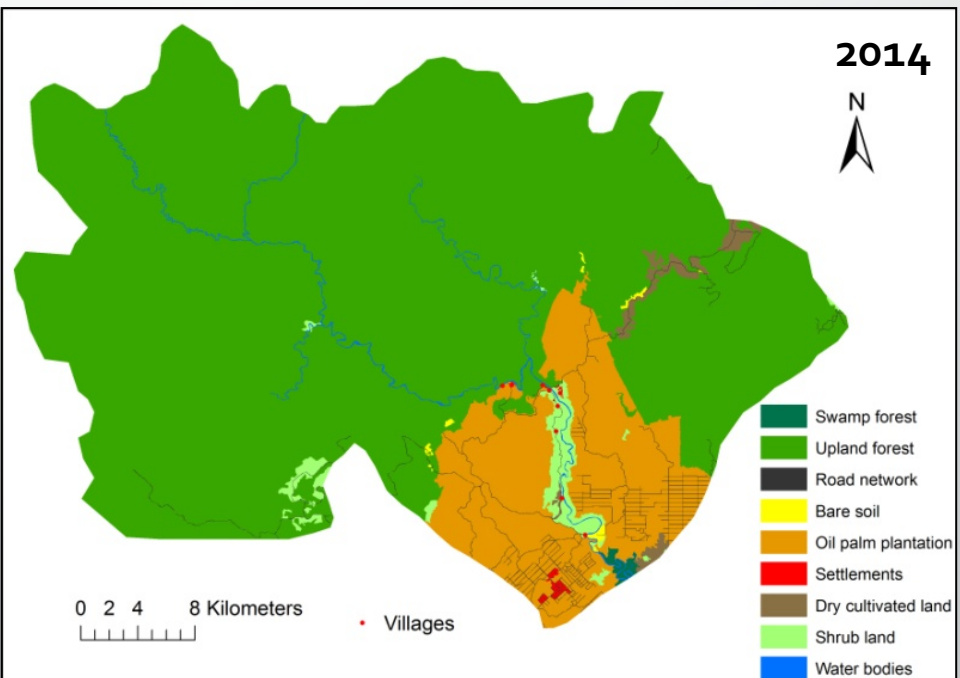 2014
N
Swamp forest
Upland forest
Road network
Bare soil
Oil palm plantation
Settlements
Dry cultivated land
Shrub land
Water bodies
0 2 4 8 Kilometers
Villages